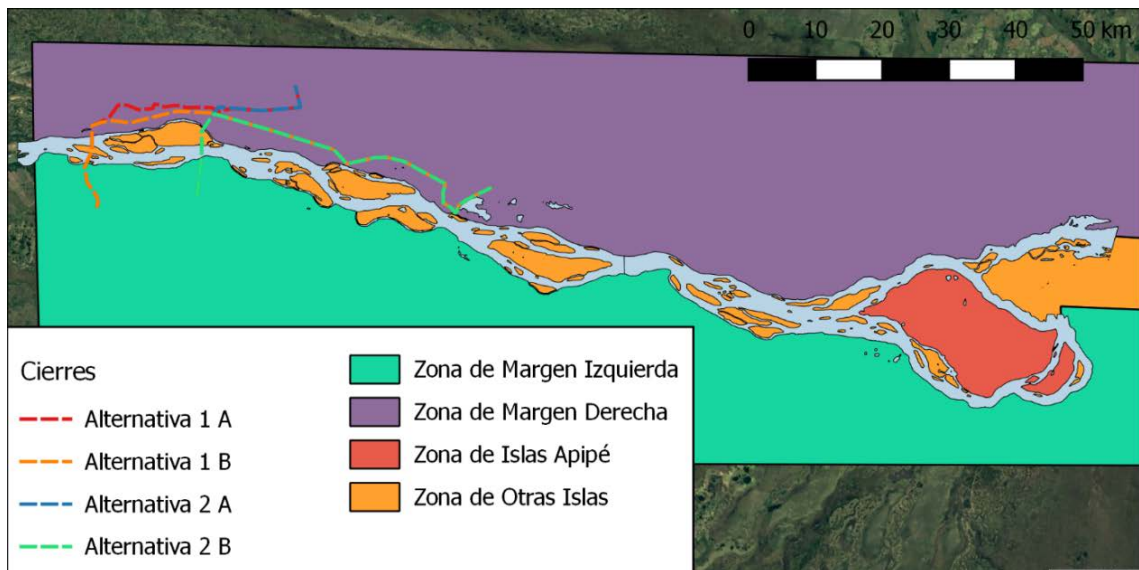 0 10 20 30 40 50 km
Cierres
Alternativa 1 A
Alternativa 1 B
Alternativa 2 A
Alternativa 2 B
Zona de Margen Izquierda
Zona de Margen Derecha
Zona de Islas Apipé
Zona de Otras Islas